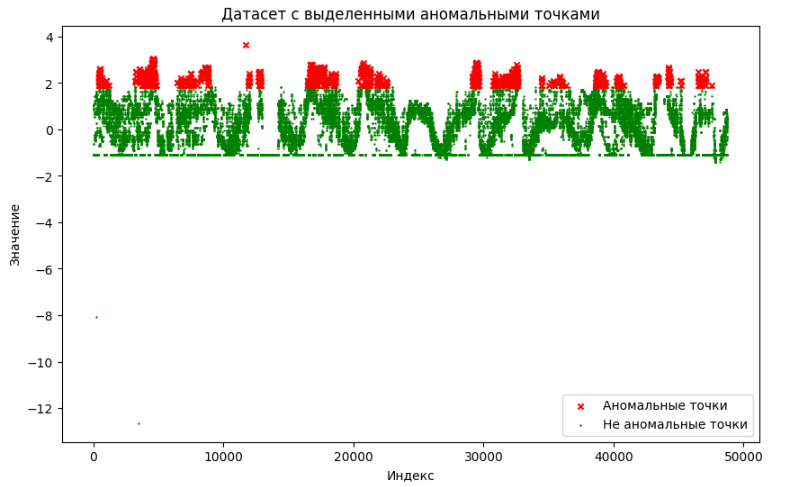 Датасет с выделенными аномальными точками
4
2
0
−2
−4
−6
−8
−10
−12
Значение
Аномальные точки
Не аномальные точки
0 10000 20000 30000 40000 50000
Индекс